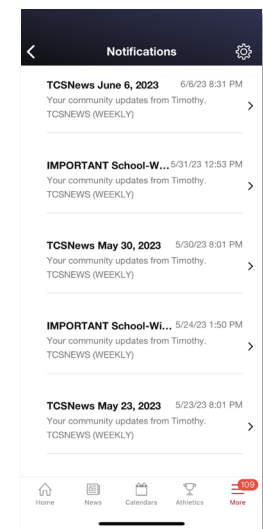 Notifications
TCSNews June 6, 2023 6/6/23 8:31 PM
Your community updates from Timothy.
TCSNEWS (WEEKLY)
IMPORTANT School-W... 5/31/23 12:53 PM
Your community updates from Timothy.
TCSNEWS (WEEKLY)
TCSNews May 30, 2023 5/30/23 8:01 PM
Your community updates from Timothy.
TCSNEWS (WEEKLY)
IMPORTANT School-Wi... 5/24/23 1:50 PM
Your community updates from Timothy.
TCSNEWS (WEEKLY)
TCSNews May 23, 2023 5/23/23 8:01 PM
Your community updates from Timothy.
TCSNEWS (WEEKLY)
109
Home News Calendars Athletics More